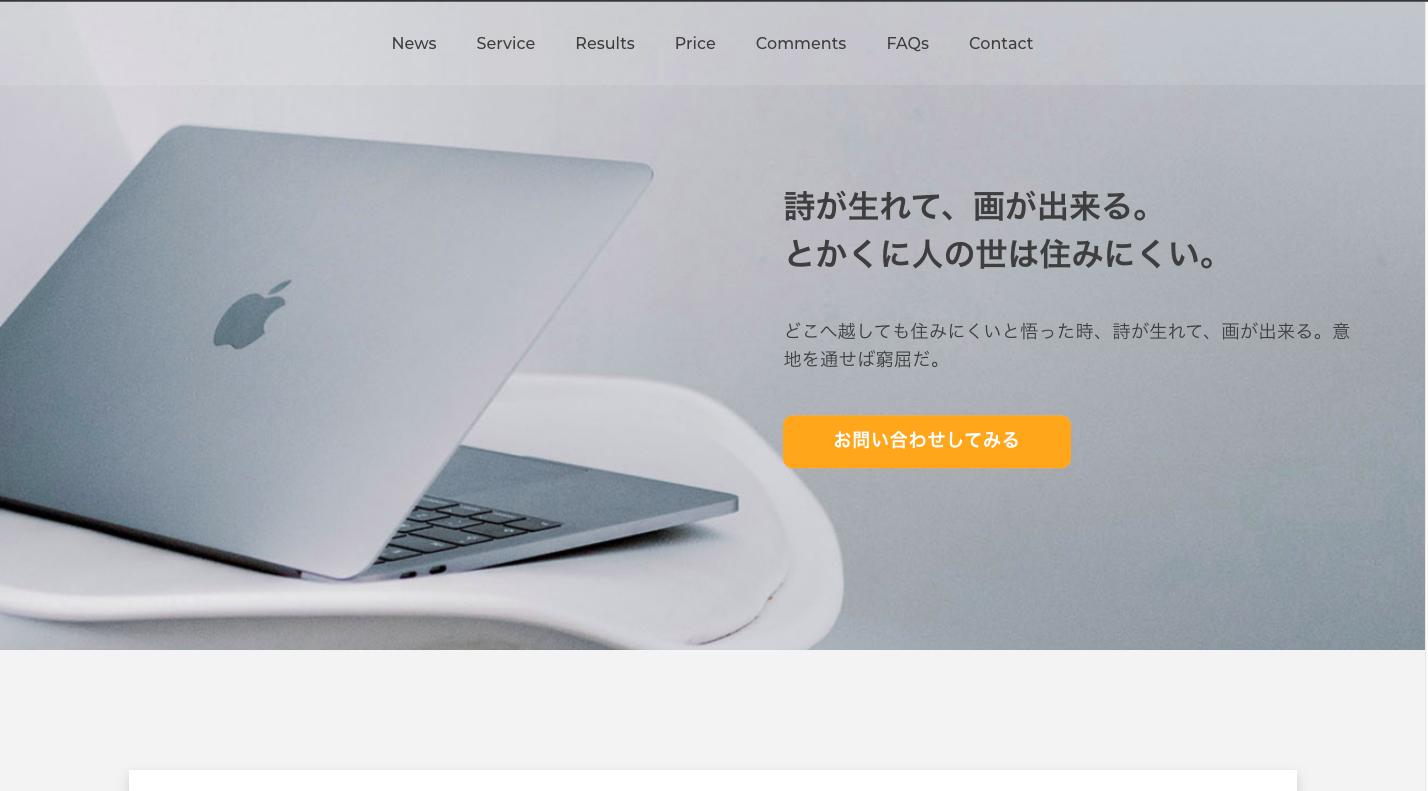 News Service Results Price Comments FAQs Contact
詩が生れて、画が出来る。
とかくに人の世は住みにくい。
どこへ越しても住みにくいと悟った時、詩が生れて、画が出来る。意
地を通せば窮屈だ。
お問い合わせしてみる